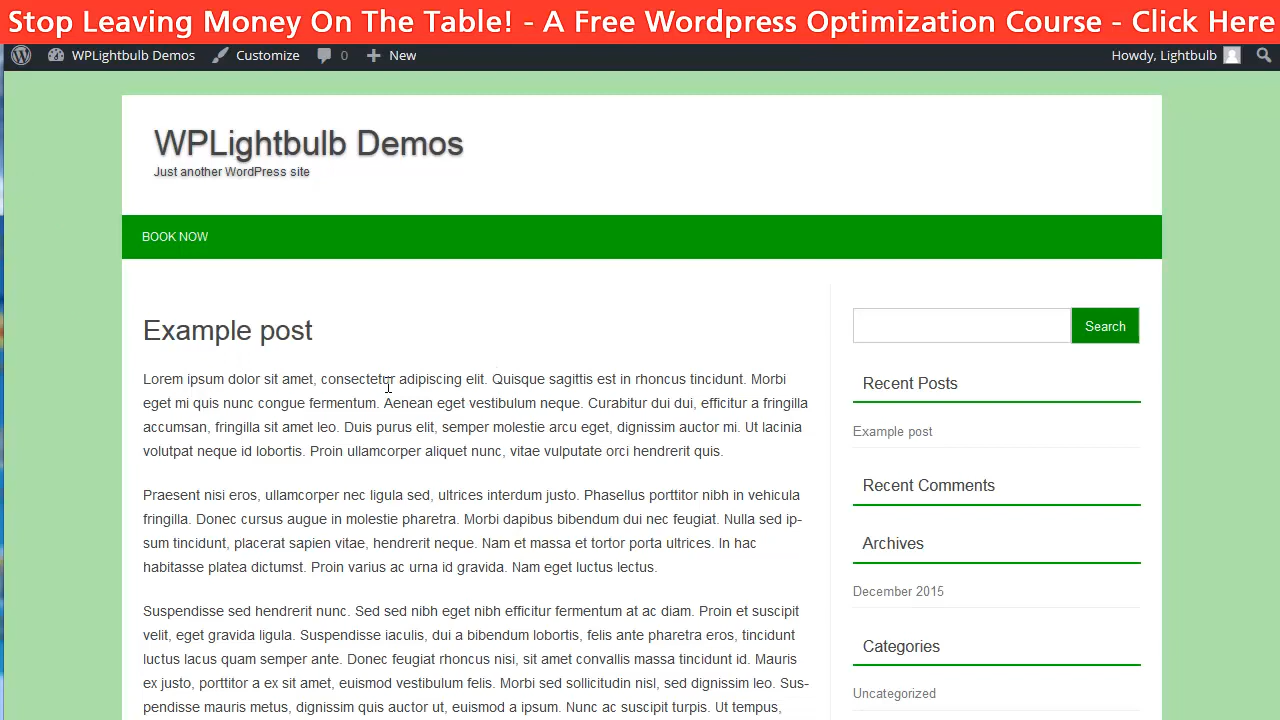 Stop Leaving Money On The Table! - A Free Wordpress Optimization Course - Click Here
WPLightbulb Demos Customize 0 New Howdy, Lightbulb
WPLightbulb Demos
Just another WordPress site
BOOK NOW
Example post
Lorem ipsum dolor sit amet, consectetur adipiscing elit. Quisque sagittis est in rhoncus tincidunt. Morbi
eget mi quis nunc congue fermentum. Aenean eget vestibulum neque. Curabitur dui dui, efficitur a fringilla
accumsan, fringilla sit amet leo. Duis purus elit, semper molestie arcu eget, dignissim auctor mi. Ut lacinia
volutpat neque id lobortis. Proin ullamcorper aliquet nunc, vitae vulputate orci hendrerit quis.
Praesent nisi eros, ullamcorper nec ligula sed, ultrices interdum justo. Phasellus porttitor nibh in vehicula
fringilla. Donec cursus augue in molestie pharetra. Morbi dapibus bibendum dui nec feugiat. Nulla sed ip-
sum tincidunt, placerat sapien vitae, hendrerit neque. Nam et massa et tortor porta ultrices. In hac
habitasse platea dictumst. Proin varius ac urna id gravida. Nam eget luctus lectus.
Suspendisse sed hendrerit nunc. Sed sed nibh eget nibh efficitur fermentum at ac diam. Proin et suscipit
velit, eget gravida ligula. Suspendisse iaculis, dui a bibendum lobortis, felis ante pharetra eros, tincidunt
luctus lacus quam semper ante. Donec feugiat rhoncus nisi, sit amet convallis massa tincidunt id. Mauris
ex justo, porttitor a ex sit amet, euismod vestibulum felis. Morbi sed sollicitudin nisl, sed dignissim leo. Sus-
pendisse mauris metus, dignissim quis auctor ut, euismod a ipsum. Nunc ac suscipit turpis. Ut tempus,
Search
Recent Posts
Example post
Recent Comments
Archives
December 2015
Categories
Uncategorized